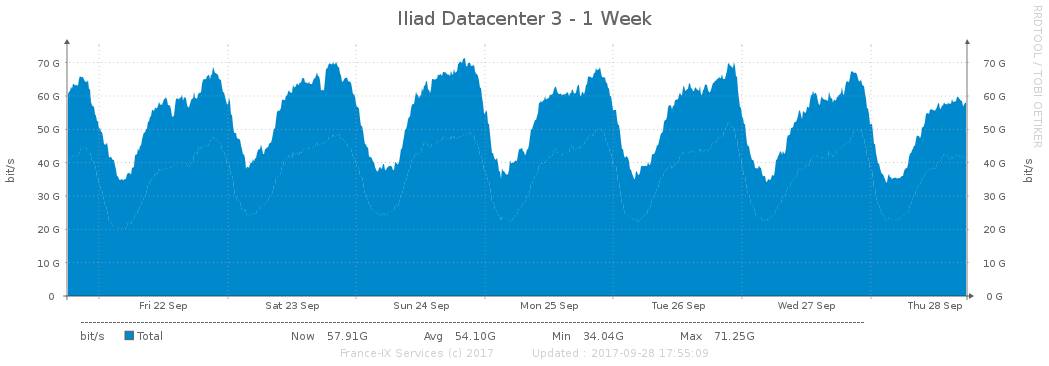 Iliad Datacenter 3 - 1 Week
RRDTOOL / TOBI OETIKER
70 G 70 G
60 G 60 G
50 G 50 G
40 G 40 G
30 G 30 G
20 G 20 G
10 G 10 G
0 0 G
bit/s bit/s
Fri 22 Sep Sat 23 Sep Sun 24 Sep Mon 25 Sep Tue 26 Sep Wed 27 Sep Thu 28 Sep
bit/s Total Now 57.91G Avg 54.10G Min 34.04G Max 71.25G
France-IX Services (c) 2017 Updated : 2017-09-28 17:55:09